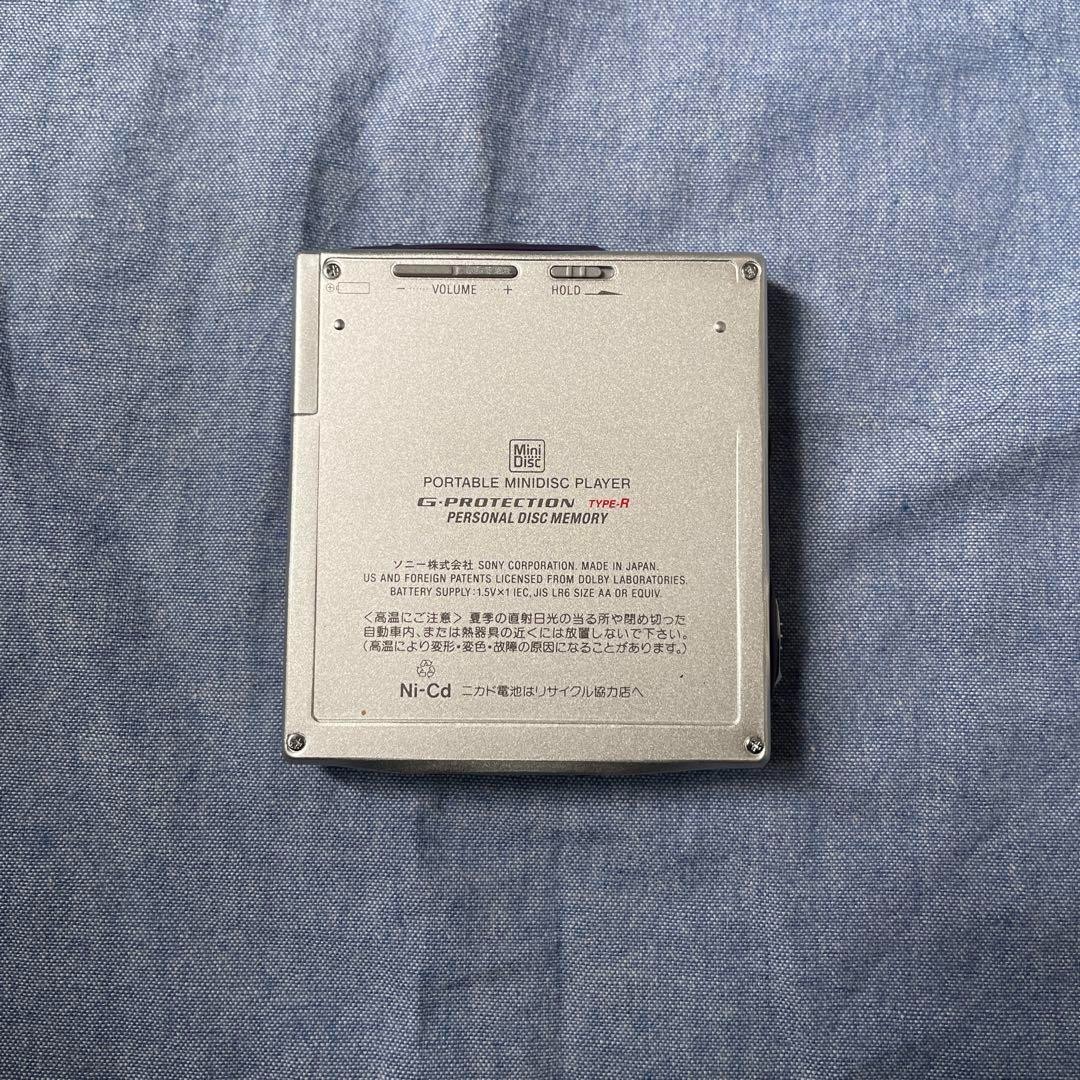 ⊕
− VOLUME +
HOLD
Mini Disc
PORTABLE MINIDISC PLAYER
G·PROTECTION TYPE-R
PERSONAL DISC MEMORY
ソニー株式会社 SONY CORPORATION. MADE IN JAPAN.
US AND FOREIGN PATENTS LICENSED FROM DOLBY LABORATORIES.
BATTERY SUPPLY:1.5V×1 IEC, JIS LR6 SIZE AA OR EQUIV.
<高温にご注意> 夏季の直射日光の当る所や閉め切った
自動車内、または熱器具の近くには放置しないで下さい。
(高温により変形・変色・故障の原因になることがあります。)
Ni-Cd ニカド電池はリサイクル協力店へ